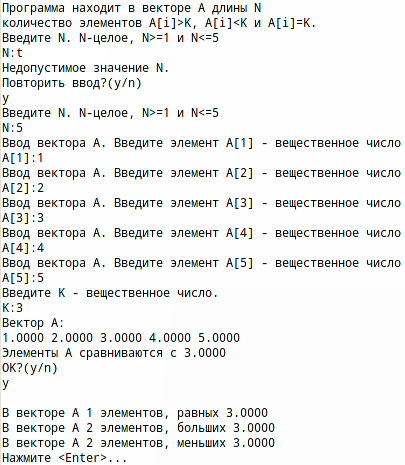 Программа находит в векторе А длины N
количество элементов A[i]>K, A[i]<K и A[i]=K.
Введите N. N-целое, N>=1 и N<=5
N:t
Недопустимое значение N.
Повторить ввод?(y/n)
y
Введите N. N-целое, N>=1 и N<=5
N:5
Ввод вектора А. Введите элемент A[1] - вещественное число
A[1]:1
Ввод вектора А. Введите элемент A[2] - вещественное число
A[2]:2
Ввод вектора А. Введите элемент A[3] - вещественное число
A[3]:3
Ввод вектора А. Введите элемент A[4] - вещественное число
A[4]:4
Ввод вектора А. Введите элемент A[5] - вещественное число
A[5]:5
Введите К - вещественное число.
K:3
Вектор А:
1.0000 2.0000 3.0000 4.0000 5.0000
Элементы А сравниваются с 3.0000
OK?(y/n)
y
В векторе А 1 элементов, равных 3.0000
В векторе А 2 элементов, больших 3.0000
В векторе А 2 элементов, меньших 3.0000
Нажмите <Enter>...